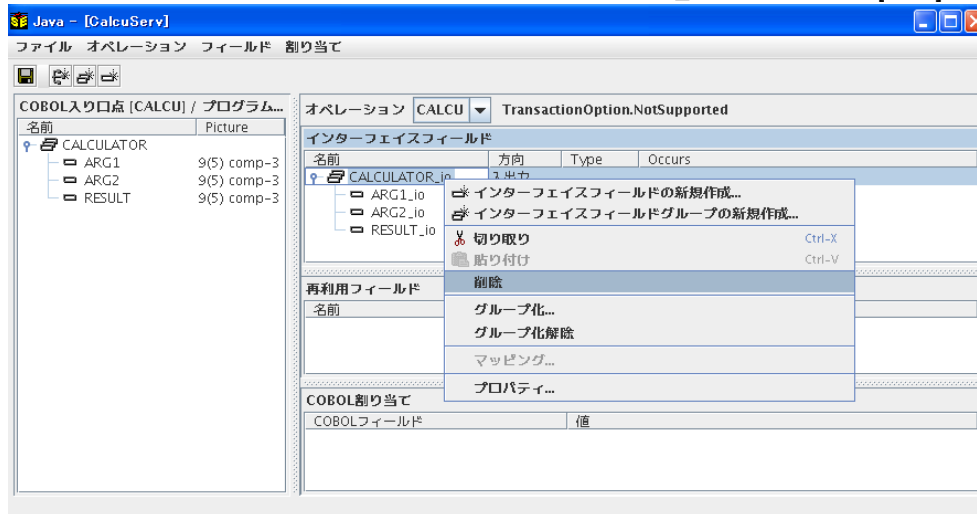 Java - [CalcuServ]
ファイル オペレーション フィールド 割り当て
COBOL入り口点 [CALCU] / プログラム...
名前 Picture
CALCULATOR
ARG1 9(5) comp-3
ARG2 9(5) comp-3
RESULT 9(5) comp-3
オペレーション CALCU TransactionOption.NotSupported
インターフェイスフィールド
名前 方向 Type Occurs
CALCULATOR_io 入出力
ARG1_io
ARG2_io
RESULT_io
インターフェイスフィールドの新規作成...
インターフェイスフィールドグループの新規作成...
切り取り Ctrl-X
貼り付け Ctrl-V
削除
グループ化...
グループ化解除
マッピング...
プロパティ...
再利用フィールド
名前
COBOL割り当て
COBOLフィールド 値